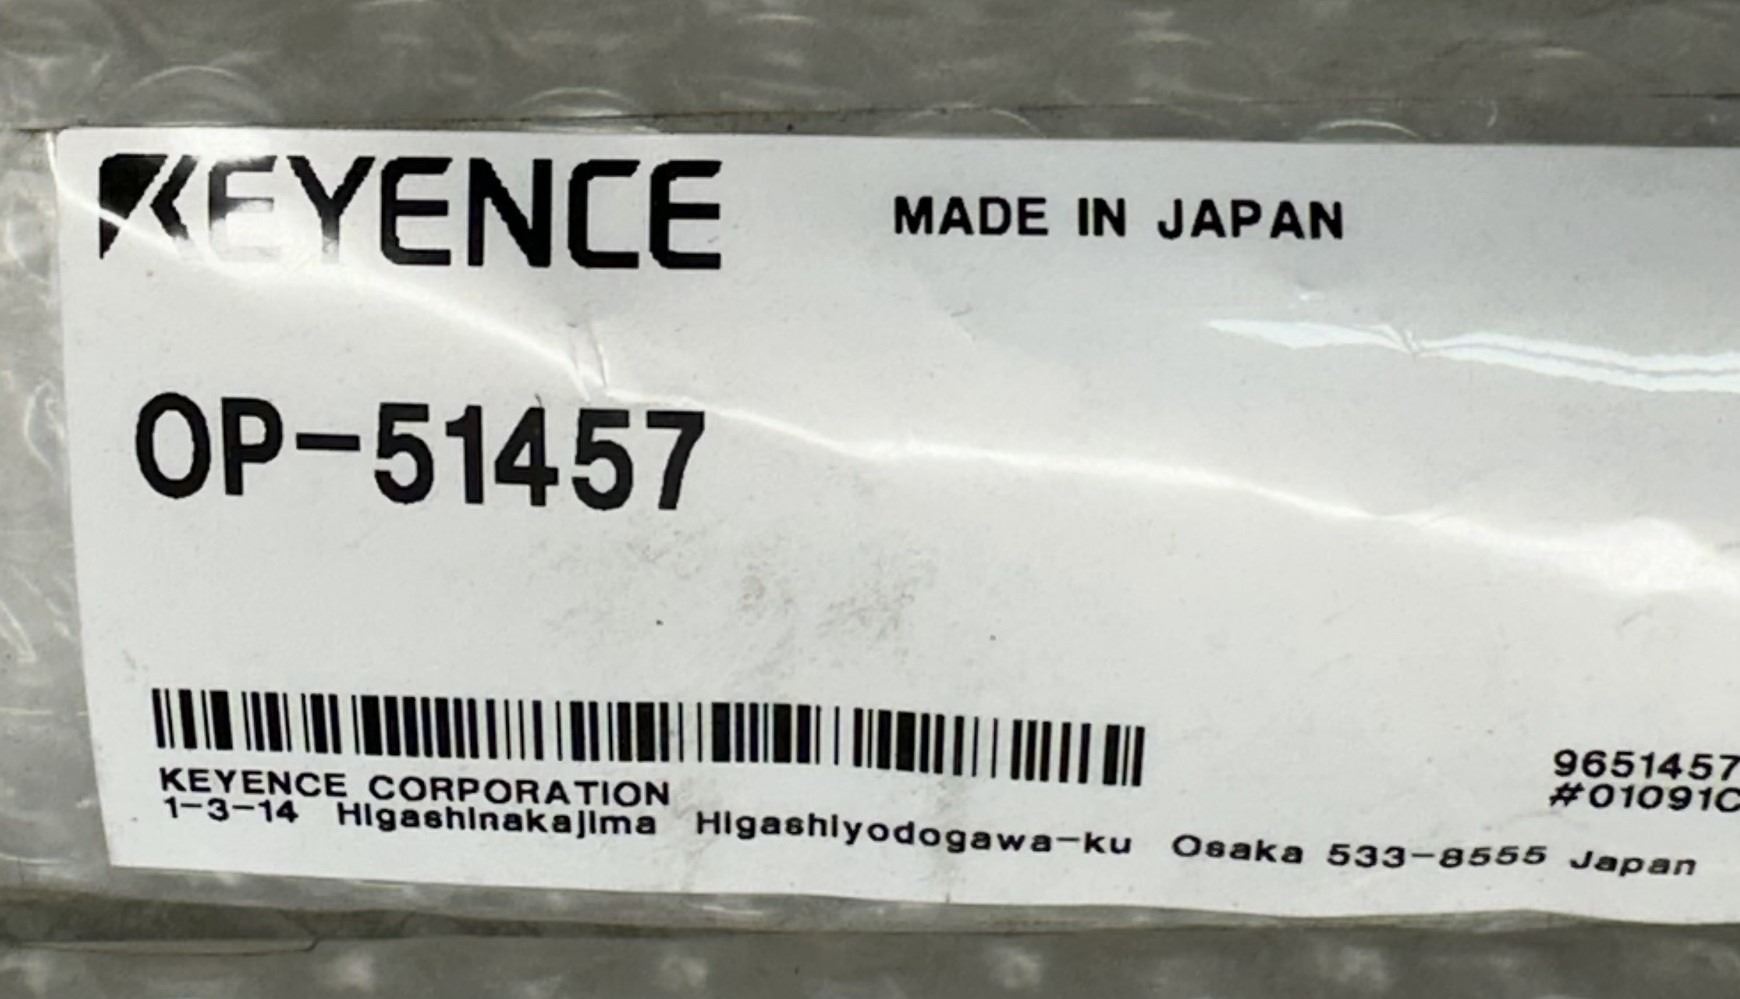 KEYENCE MADE IN JAPAN
OP-51457
9651457
#01091C
KEYENCE CORPORATION
1-3-14 Higashinakajima Higashiyodogawa-ku Osaka 533-8555 Japan